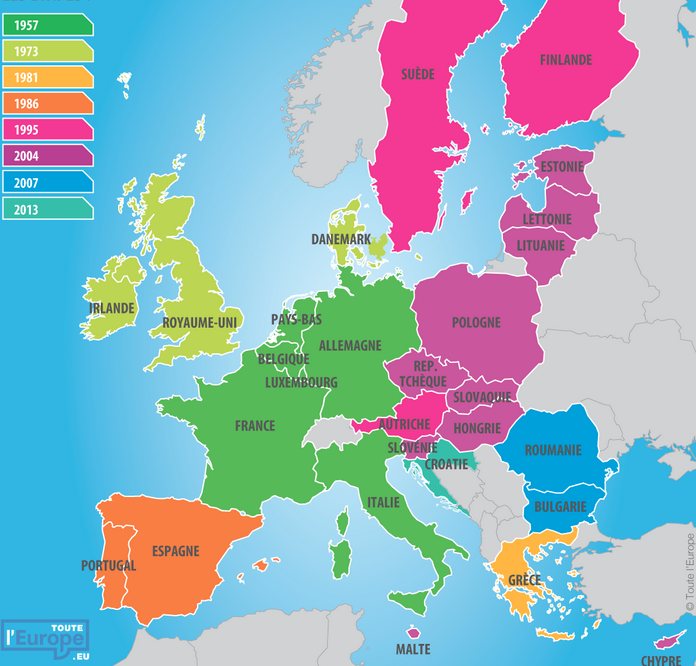 1957
1973
1981
1986
1995
2004
2007
2013
SUÈDE
FINLANDE
ESTONIE
LETTONIE
LITUANIE
DANEMARK
IRLANDE
ROYAUME-UNI
PAYS-BAS
ALLEMAGNE
POLOGNE
BELGIQUE
LUXEMBOURG
REP.
TCHÈQUE
SLOVAQUIE
FRANCE
AUTRICHE
HONGRIE
SLOVÉNIE
CROATIE
ROUMANIE
ITALIE
BULGARIE
PORTUGAL
ESPAGNE
GRÈCE
MALTE
CHYPRE
© Toute l'Europe
TOUTE
l'Europe
.EU